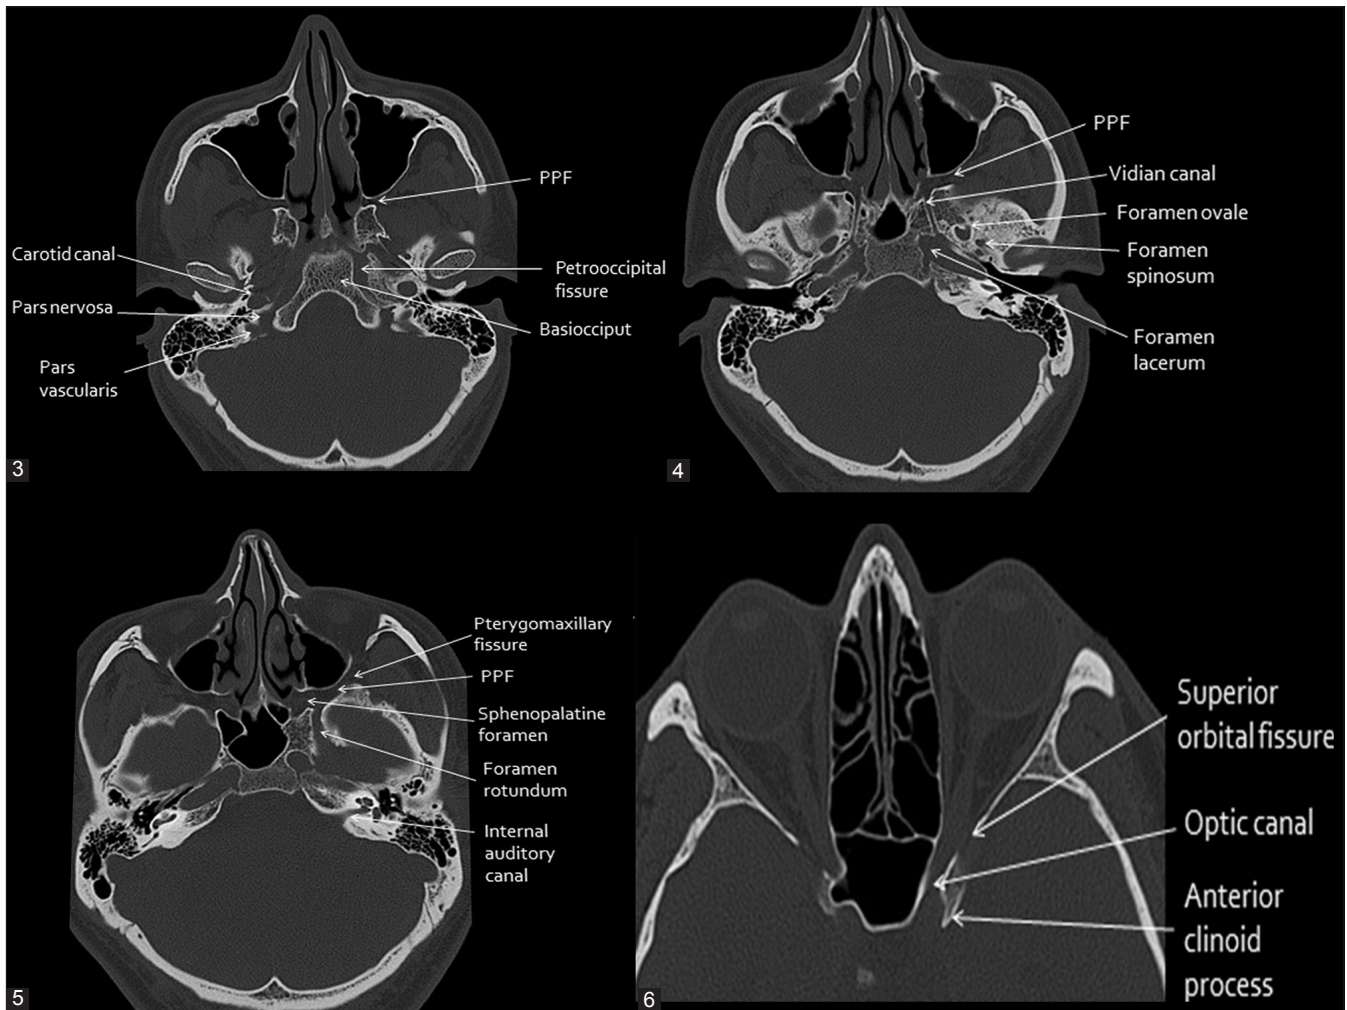 PPF
Carotid canal
Petrooccipital
fissure
Pars nervosa
Basiocciput
Pars
vascularis
3
PPF
Vidian canal
Foramen ovale
Foramen
spinosum
Foramen
lacerum
4
Pterygomaxillary
fissure
PPF
Sphenopalatine
foramen
Foramen
rotundum
Internal
auditory
canal
5
Superior
orbital fissure
Optic canal
Anterior
clinoid
process
6